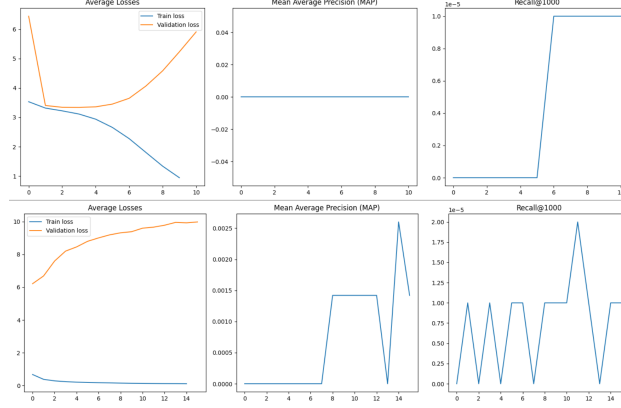 Average Losses
Mean Average Precision (MAP)
Recall@1000
1e−5
Train loss
Validation loss
6
5
4
3
2
1
0 2 4 6 8 10
0.04
0.02
0.00
−0.02
−0.04
0 2 4 6 8 10
1.0
0.8
0.6
0.4
0.2
0.0
0 2 4 6 8 10
Average Losses
Mean Average Precision (MAP)
Recall@1000
1e−5
Train loss
Validation loss
10
8
6
4
2
0
0 2 4 6 8 10 12 14
0.0025
0.0020
0.0015
0.0010
0.0005
0.0000
0 2 4 6 8 10 12 14
2.00
1.75
1.50
1.25
1.00
0.75
0.50
0.25
0.00
0 2 4 6 8 10 12 14